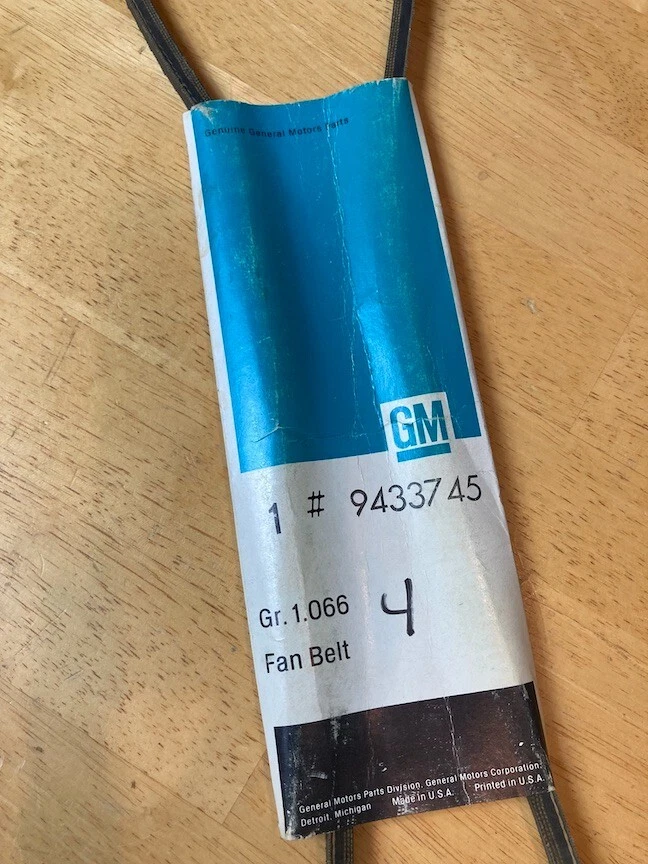 Genuine General Motors Parts
GM
1 # 9433745
Gr. 1.066 4
Fan Belt
General Motors Parts Division, General Motors Corporation.
Detroit, Michigan Made in U.S.A. Printed in U.S.A.